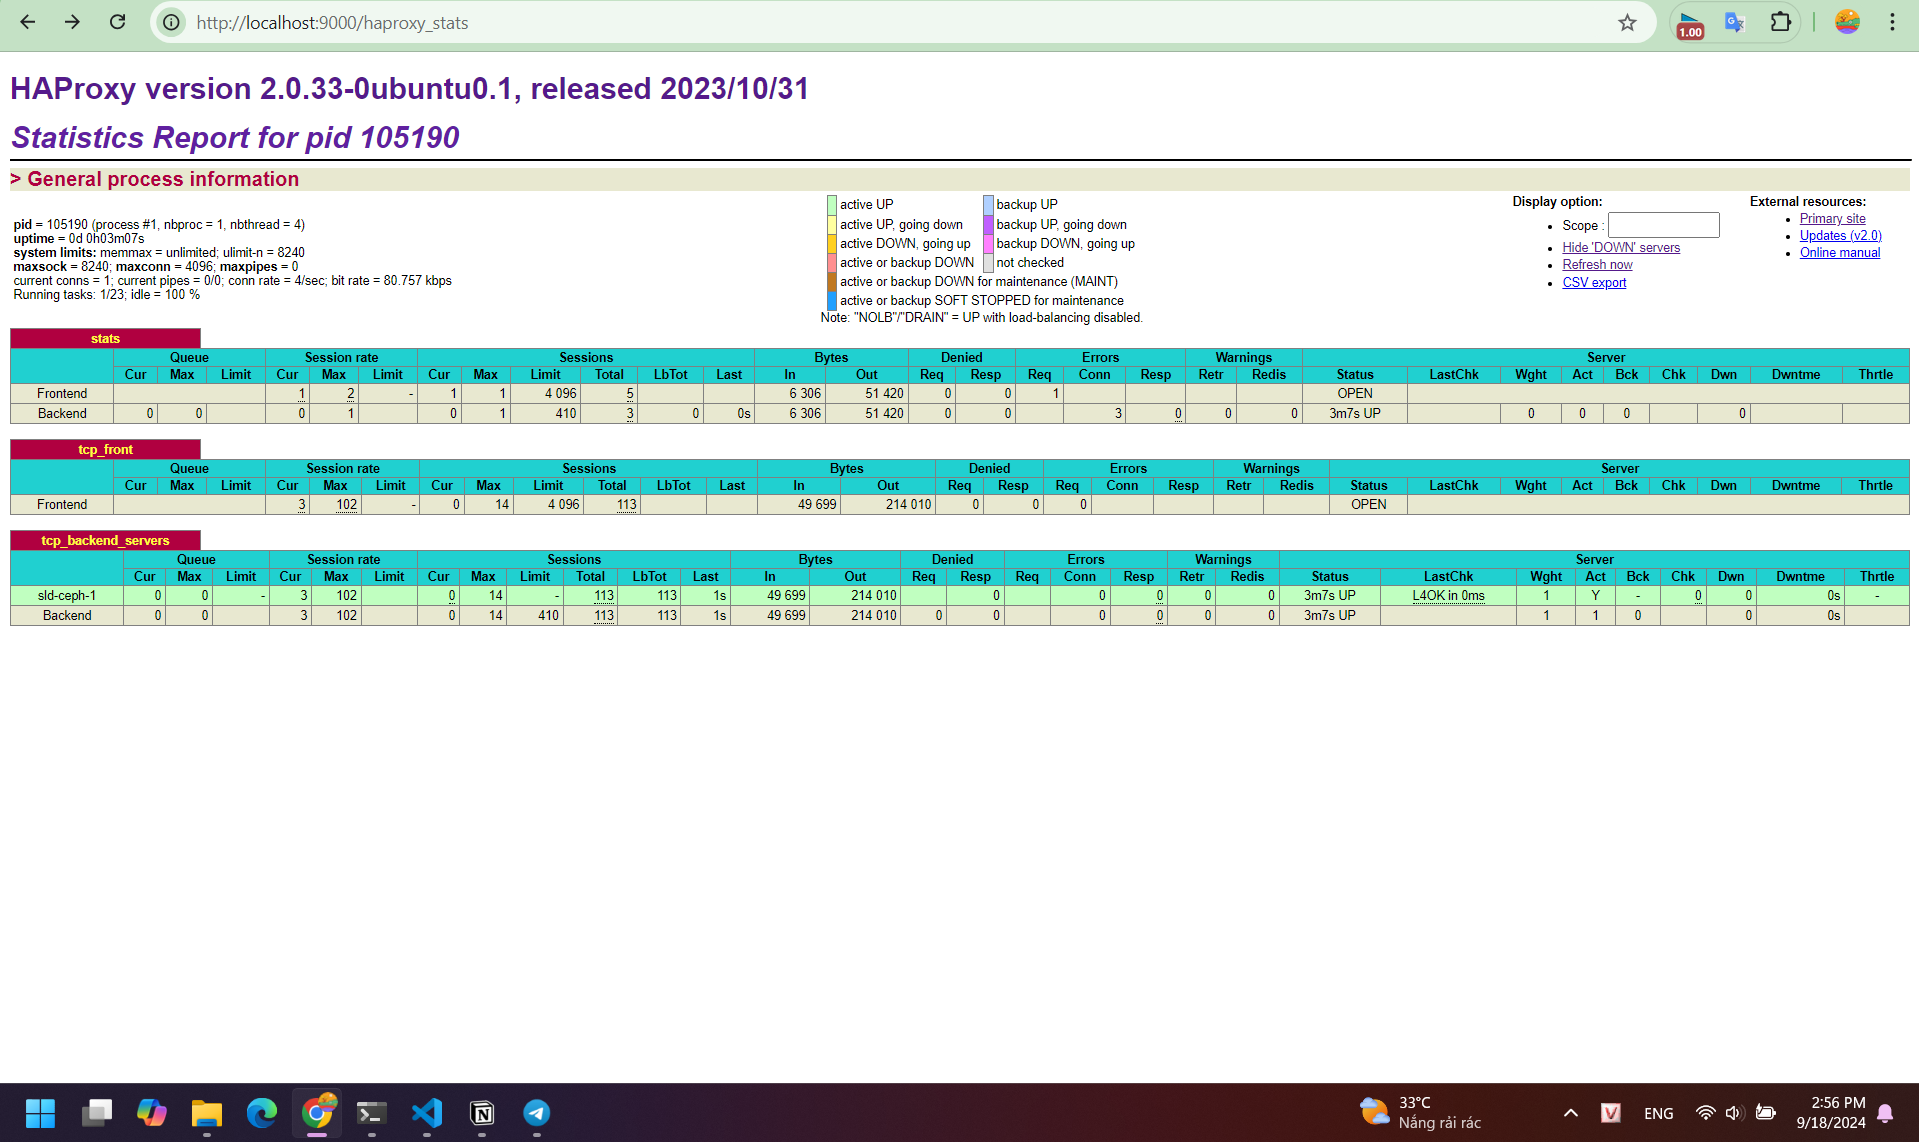 http://localhost:9000/haproxy_stats
1.00
HAProxy version 2.0.33-0ubuntu0.1, released 2023/10/31
Statistics Report for pid 105190
> General process information
pid = 105190 (process #1, nbproc = 1, nbthread = 4)
uptime = 0d 0h03m07s
system limits: memmax = unlimited; ulimit-n = 8240
maxsock = 8240; maxconn = 4096; maxpipes = 0
current conns = 1; current pipes = 0/0; conn rate = 4/sec; bit rate = 80.757 kbps
Running tasks: 1/23; idle = 100 %
active UP backup UP
active UP, going down backup UP, going down
active DOWN, going up backup DOWN, going up
active or backup DOWN not checked
active or backup DOWN for maintenance (MAINT)
active or backup SOFT STOPPED for maintenance
Note: "NOLB"/"DRAIN" = UP with load-balancing disabled.
Display option:
Scope :
Hide 'DOWN' servers
Refresh now
CSV export
External resources:
Primary site
Updates (v2.0)
Online manual
stats
Queue Session rate Sessions Bytes Denied Errors Warnings Server
Cur Max Limit Cur Max Limit Cur Max Limit Total LbTot Last In Out Req Resp Req Conn Resp Retr Redis Status LastChk Wght Act Bck Chk Dwn Dwntme Thrtle
Frontend 1 2 - 1 1 4 096 5 6 306 51 420 0 0 1 OPEN
Backend 0 0 0 1 0 1 410 3 0 0s 6 306 51 420 0 0 3 0 0 0 3m7s UP 0 0 0 0
tcp_front
Queue Session rate Sessions Bytes Denied Errors Warnings Server
Cur Max Limit Cur Max Limit Cur Max Limit Total LbTot Last In Out Req Resp Req Conn Resp Retr Redis Status LastChk Wght Act Bck Chk Dwn Dwntme Thrtle
Frontend 3 102 - 0 14 4 096 113 49 699 214 010 0 0 0 OPEN
tcp_backend_servers
Queue Session rate Sessions Bytes Denied Errors Warnings Server
Cur Max Limit Cur Max Limit Cur Max Limit Total LbTot Last In Out Req Resp Req Conn Resp Retr Redis Status LastChk Wght Act Bck Chk Dwn Dwntme Thrtle
sld-ceph-1 0 0 - 3 102 0 14 - 113 113 1s 49 699 214 010 0 0 0 0 0 3m7s UP L4OK in 0ms 1 Y - 0 0 0s -
Backend 0 0 3 102 0 14 410 113 113 1s 49 699 214 010 0 0 0 0 0 0 3m7s UP 1 1 0 0 0s
33°C
Nắng rải rác
ENG
2:56 PM
9/18/2024